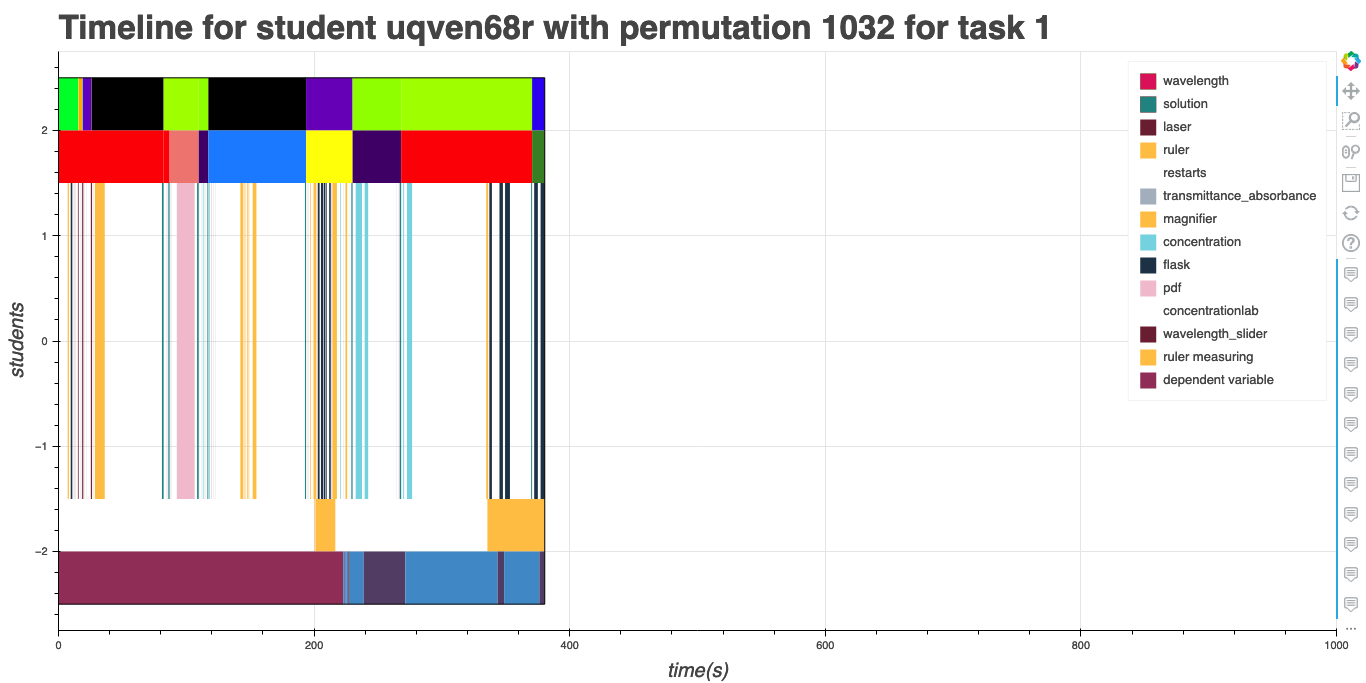 Timeline for student uqven68r with permutation 1032 for task 1
students
2
1
0
−1
−2
0
200
400
600
800
1000
time(s)
wavelength
solution
laser
ruler
restarts
transmittance_absorbance
magnifier
concentration
flask
pdf
concentrationlab
wavelength_slider
ruler measuring
dependent variable